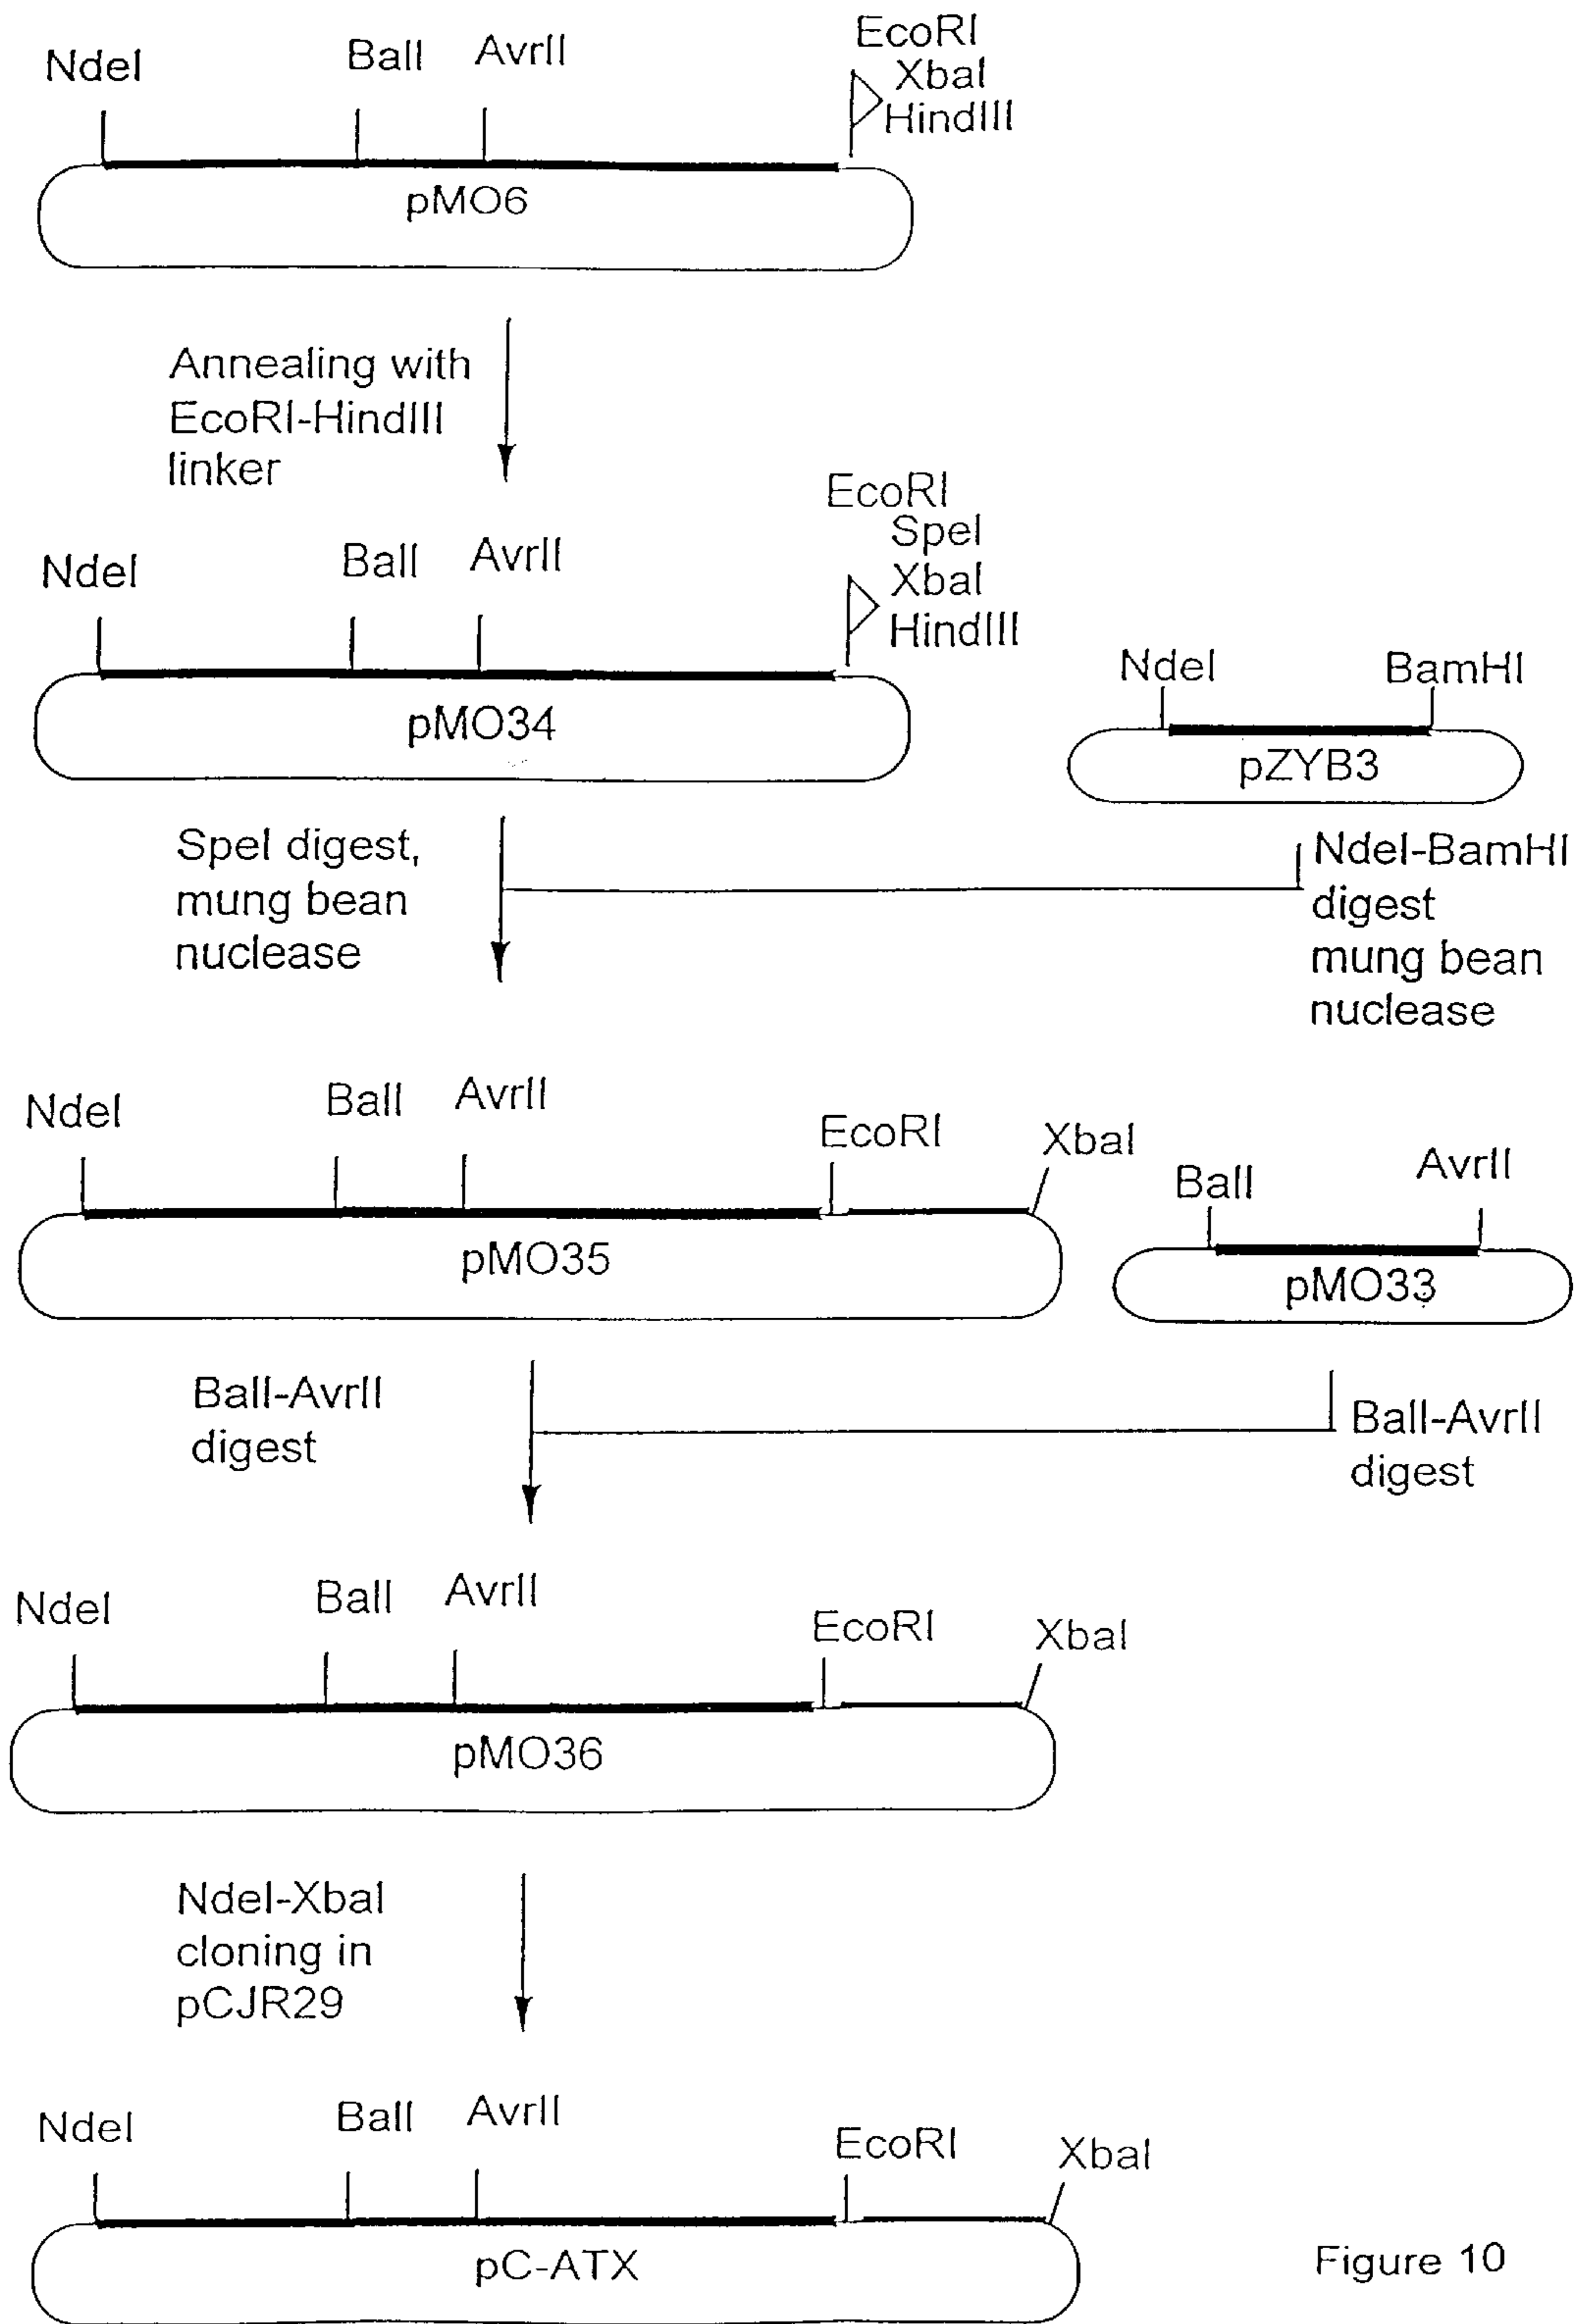 NdeI
BalI
AvrII
EcoRI
XbaI
HindIII
pMO6
Annealing with
EcoRI-HindIII
linker
NdeI
BalI
AvrII
EcoRI
SpeI
XbaI
HindIII
pMO34
NdeI
BamHI
pZYB3
SpeI digest,
mung bean
nuclease
NdeI-BamHI
digest
mung bean
nuclease
NdeI
BalI
AvrII
EcoRI
XbaI
pMO35
BalI
AvrII
pMO33
BalI-AvrII
digest
BalI-AvrII
digest
NdeI
BalI
AvrII
EcoRI
XbaI
pMO36
NdeI-XbaI
cloning in
pCJR29
NdeI
BalI
AvrII
EcoRI
XbaI
pC-ATX
Figure 10